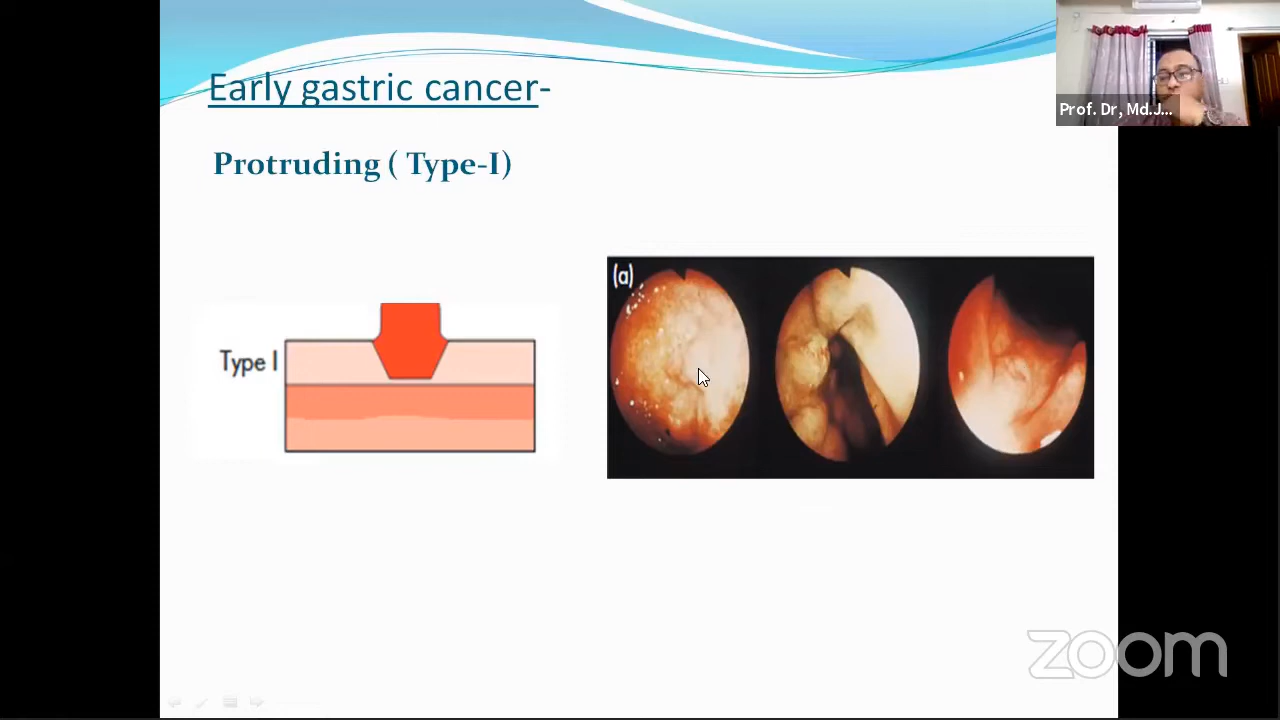 Early gastric cancer-
Prof. Dr, Md.J...
Protruding ( Type-I)
(a)
Type I
zoom